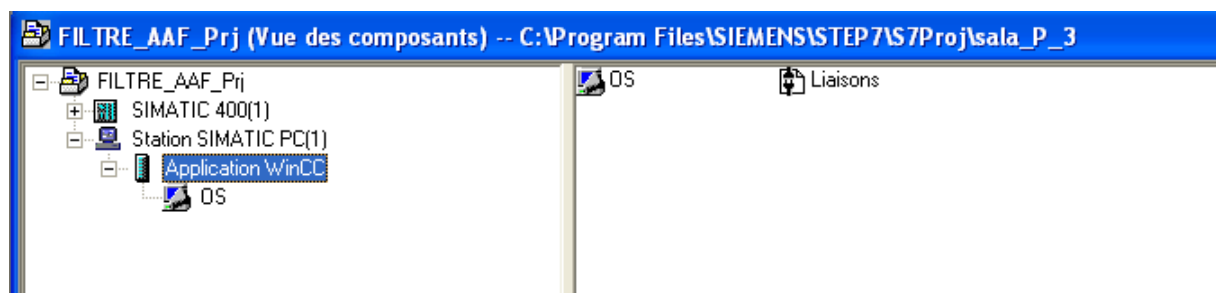 FILTRE_AAF_Prj (Vue des composants) -- C:\Program Files\SIEMENS\STEP7\S7Proj\sala_P_3
FILTRE_AAF_Prj
SIMATIC 400(1)
Station SIMATIC PC(1)
Application WinCC
OS
OS
Liaisons